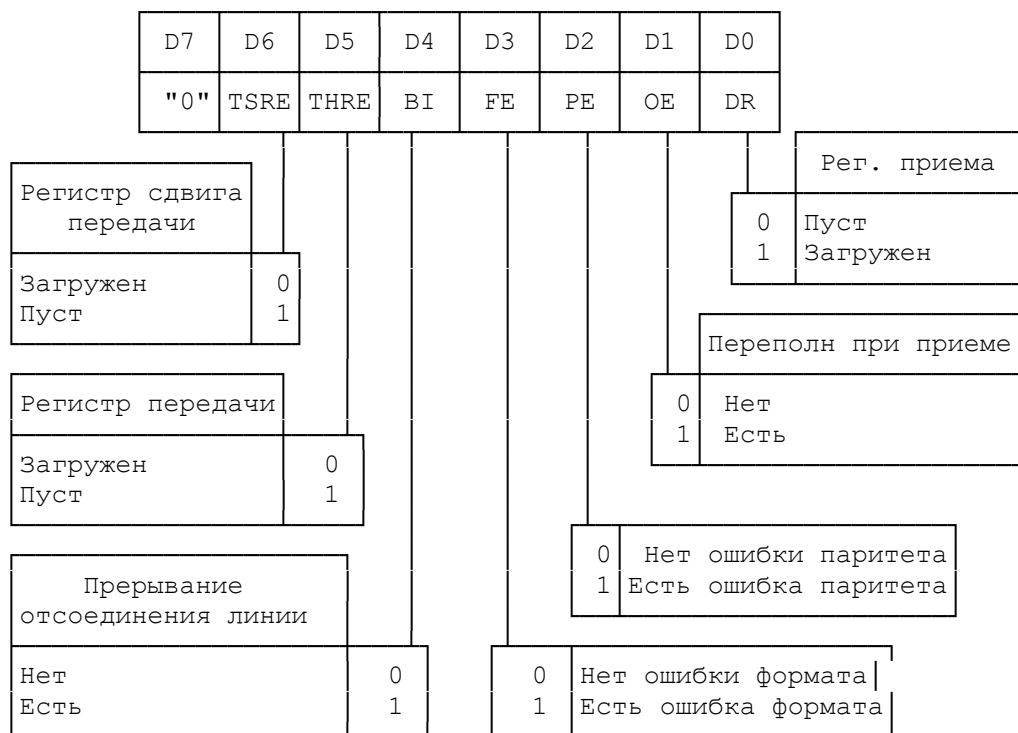 D7 D6 D5 D4 D3 D2 D1 D0
"0" TSRE THRE BI FE PE OE DR
Рег. приема
0 Пуст
1 Загружен
Регистр сдвига
передачи
Загружен 0
Пуст 1
Переполн при приеме
0 Нет
1 Есть
Регистр передачи
Загружен 0
Пуст 1
0 Нет ошибки паритета
1 Есть ошибка паритета
Прерывание
отсоединения линии
Нет 0
Есть 1
0 Нет ошибки формата
1 Есть ошибка формата